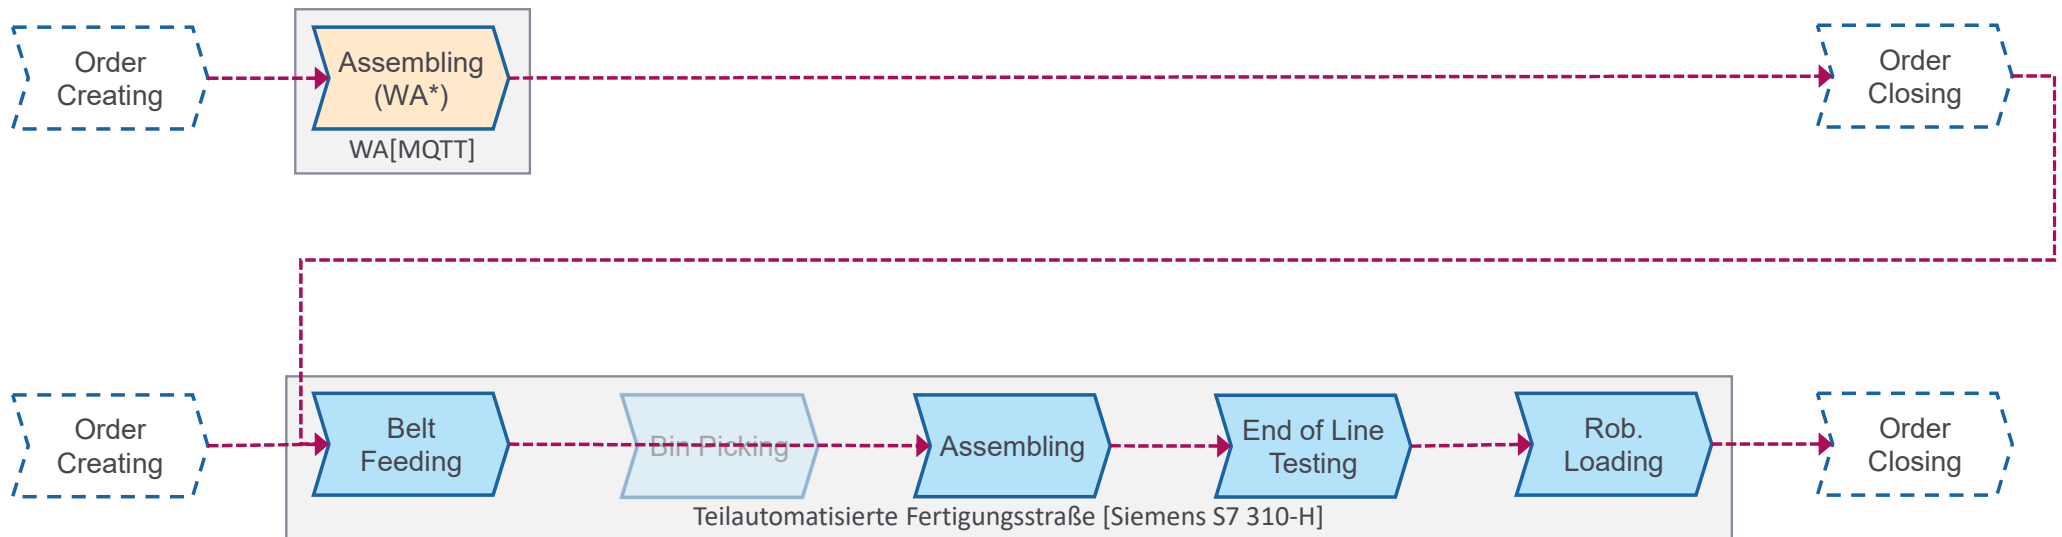 Order
Creating
Assembling
(WA*)
WA[MQTT]
Order
Closing
Order
Creating
Belt
Feeding
Bin Picking
Assembling
End of Line
Testing
Rob.
Loading
Order
Closing
Teilautomatisierte Fertigungsstraße [Siemens S7 310-H]